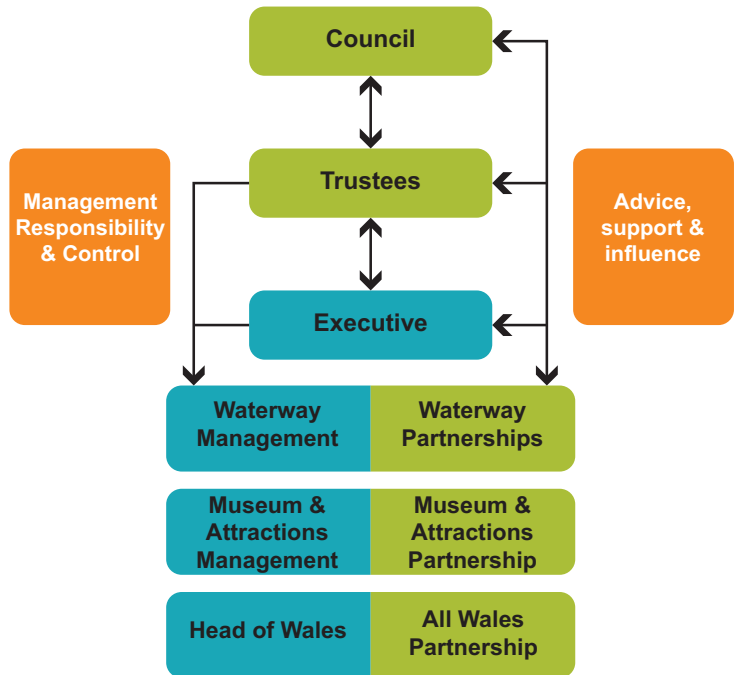 Council
Trustees
Management
Responsibility
& Control
Advice,
support &
influence
Executive
Waterway
Management
Waterway
Partnerships
Museum &
Attractions
Management
Museum &
Attractions
Partnership
Head of Wales
All Wales
Partnership